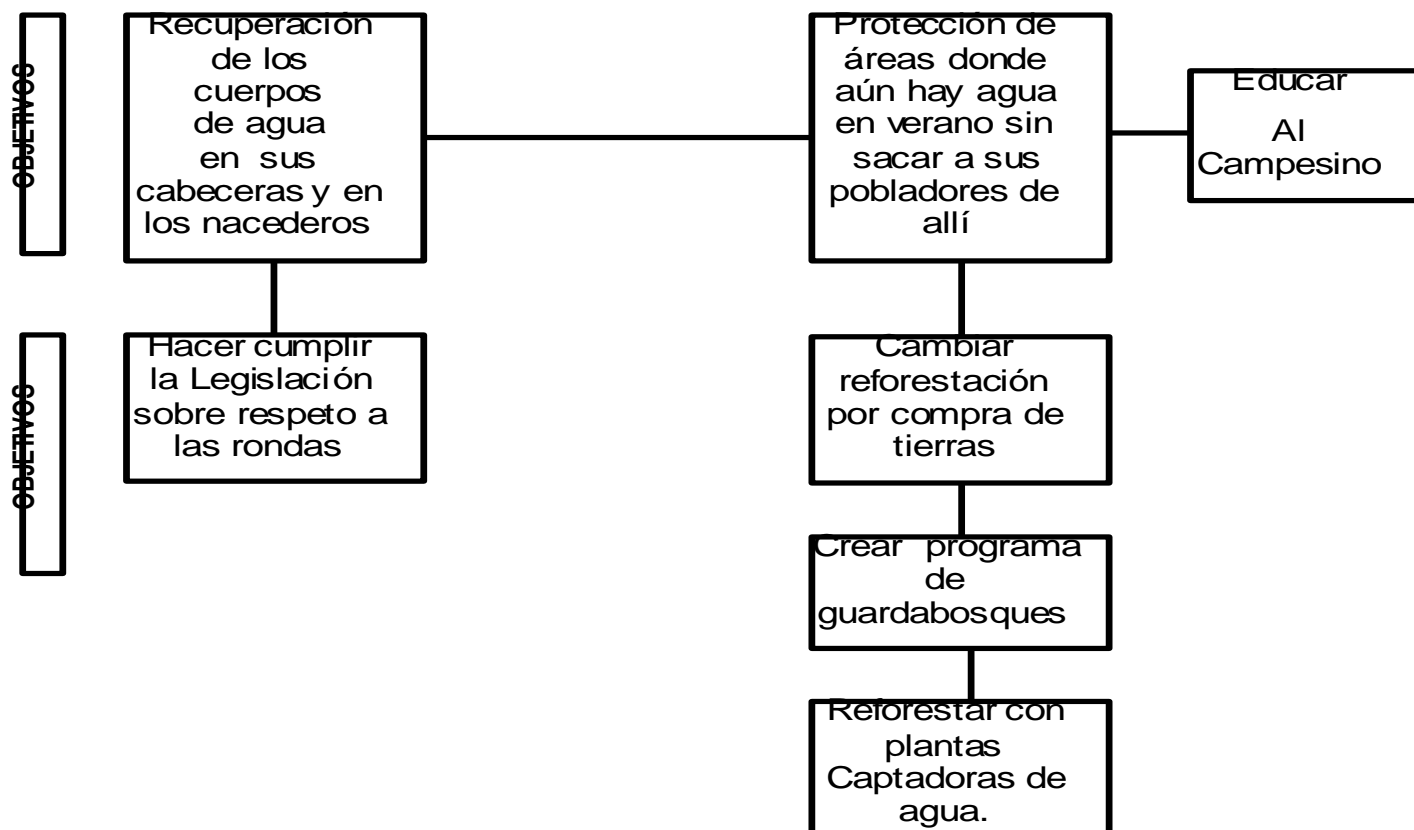 OBJETIVOS
Recuperación
de los
cuerpos
de agua
en sus
cabeceras y en
los nacederos
Protección de
áreas donde
aún hay agua
en verano sin
sacar a sus
pobladores de
allí
Educar
Al
Campesino
OBJETIVOS
Hacer cumplir
la Legislación
sobre respeto a
las rondas
Cambiar
reforestación
por compra de
tierras
Crear programa
de
guardabosques
Reforestar con
plantas
Captadoras de
agua.